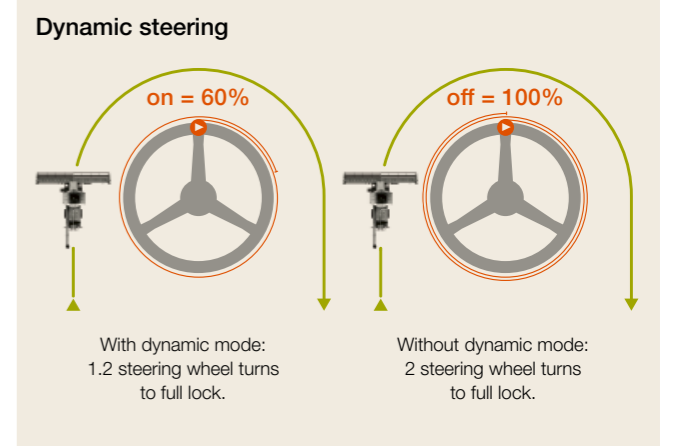 Dynamic steering
on = 60%
off = 100%
With dynamic mode:
1.2 steering wheel turns
to full lock.
Without dynamic mode:
2 steering wheel turns
to full lock.